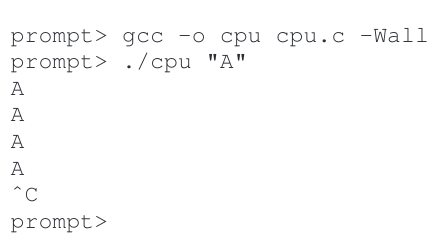 prompt> gcc -o cpu cpu.c -Wall
prompt> ./cpu "A"
A
A
A
A
ˆC
prompt>